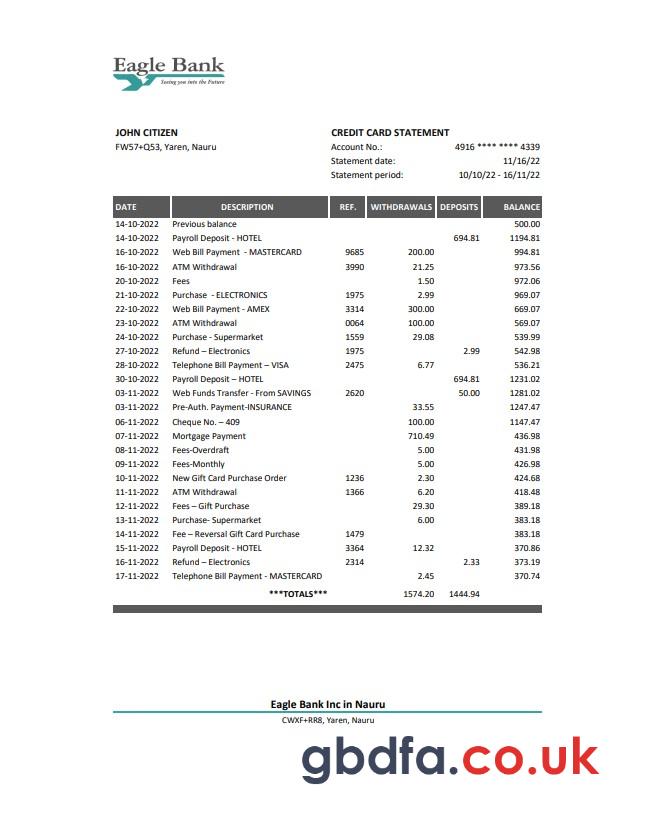 Eagle Bank
Seeing you into the Future
JOHN CITIZEN
FW57+Q53, Yaren, Nauru
CREDIT CARD STATEMENT
Account No.: 4916 **** **** 4339
Statement date: 11/16/22
Statement period: 10/10/22 - 16/11/22
DATE DESCRIPTION REF. WITHDRAWALS DEPOSITS BALANCE
14-10-2022 Previous balance 500.00
14-10-2022 Payroll Deposit - HOTEL 694.81 1194.81
16-10-2022 Web Bill Payment - MASTERCARD 9685 200.00 994.81
16-10-2022 ATM Withdrawal 3990 21.25 973.56
20-10-2022 Fees 1.50 972.06
21-10-2022 Purchase - ELECTRONICS 1975 2.99 969.07
22-10-2022 Web Bill Payment - AMEX 3314 300.00 669.07
23-10-2022 ATM Withdrawal 0064 100.00 569.07
24-10-2022 Purchase - Supermarket 1559 29.08 539.99
27-10-2022 Refund – Electronics 1975 2.99 542.98
28-10-2022 Telephone Bill Payment – VISA 2475 6.77 536.21
30-10-2022 Payroll Deposit – HOTEL 694.81 1231.02
03-11-2022 Web Funds Transfer - From SAVINGS 2620 50.00 1281.02
03-11-2022 Pre-Auth. Payment-INSURANCE 33.55 1247.47
06-11-2022 Cheque No. – 409 100.00 1147.47
07-11-2022 Mortgage Payment 710.49 436.98
08-11-2022 Fees-Overdraft 5.00 431.98
09-11-2022 Fees-Monthly 5.00 426.98
10-11-2022 New Gift Card Purchase Order 1236 2.30 424.68
11-11-2022 ATM Withdrawal 1366 6.20 418.48
12-11-2022 Fees – Gift Purchase 29.30 389.18
13-11-2022 Purchase- Supermarket 6.00 383.18
14-11-2022 Fee – Reversal Gift Card Purchase 1479 383.18
15-11-2022 Payroll Deposit - HOTEL 3364 12.32 370.86
16-11-2022 Refund – Electronics 2314 2.33 373.19
17-11-2022 Telephone Bill Payment - MASTERCARD 2.45 370.74
***TOTALS*** 1574.20 1444.94
Eagle Bank Inc in Nauru
CWXF+RR8, Yaren, Nauru
gbdfa.co.uk